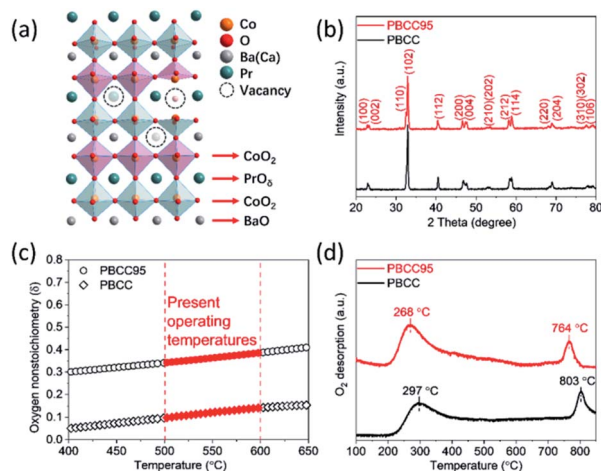 (a)
Co
O
Ba(Ca)
Pr
Vacancy
CoO₂
PrOδ
CoO₂
BaO
(b)
PBCC95
PBCC
(100)
(002)
(110)
(102)
(112)
(200)
(004)
(210)(202)
(212)
(114)
(220)
(204)
(310)(302)
(106)
Intensity (a.u.)
20 30 40 50 60 70 80
2 Theta (degree)
(c)
PBCC95
PBCC
Present
operating
temperatures
Oxygen nonstoichiometry (δ)
0.8
0.7
0.6
0.5
0.4
0.3
0.2
0.1
0.0
400 450 500 550 600 650
Temperature (°C)
(d)
PBCC95
PBCC
268 °C
764 °C
297 °C
803 °C
O₂ desorption (a.u.)
100 200 300 400 500 600 700 800
Temperature (°C)